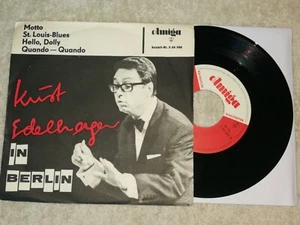 Motto
St. Louis-Blues
Hello, Dolly
Quando — Quando
Amiga
Kurt
Edelhagen
IN
BERLIN
Amiga